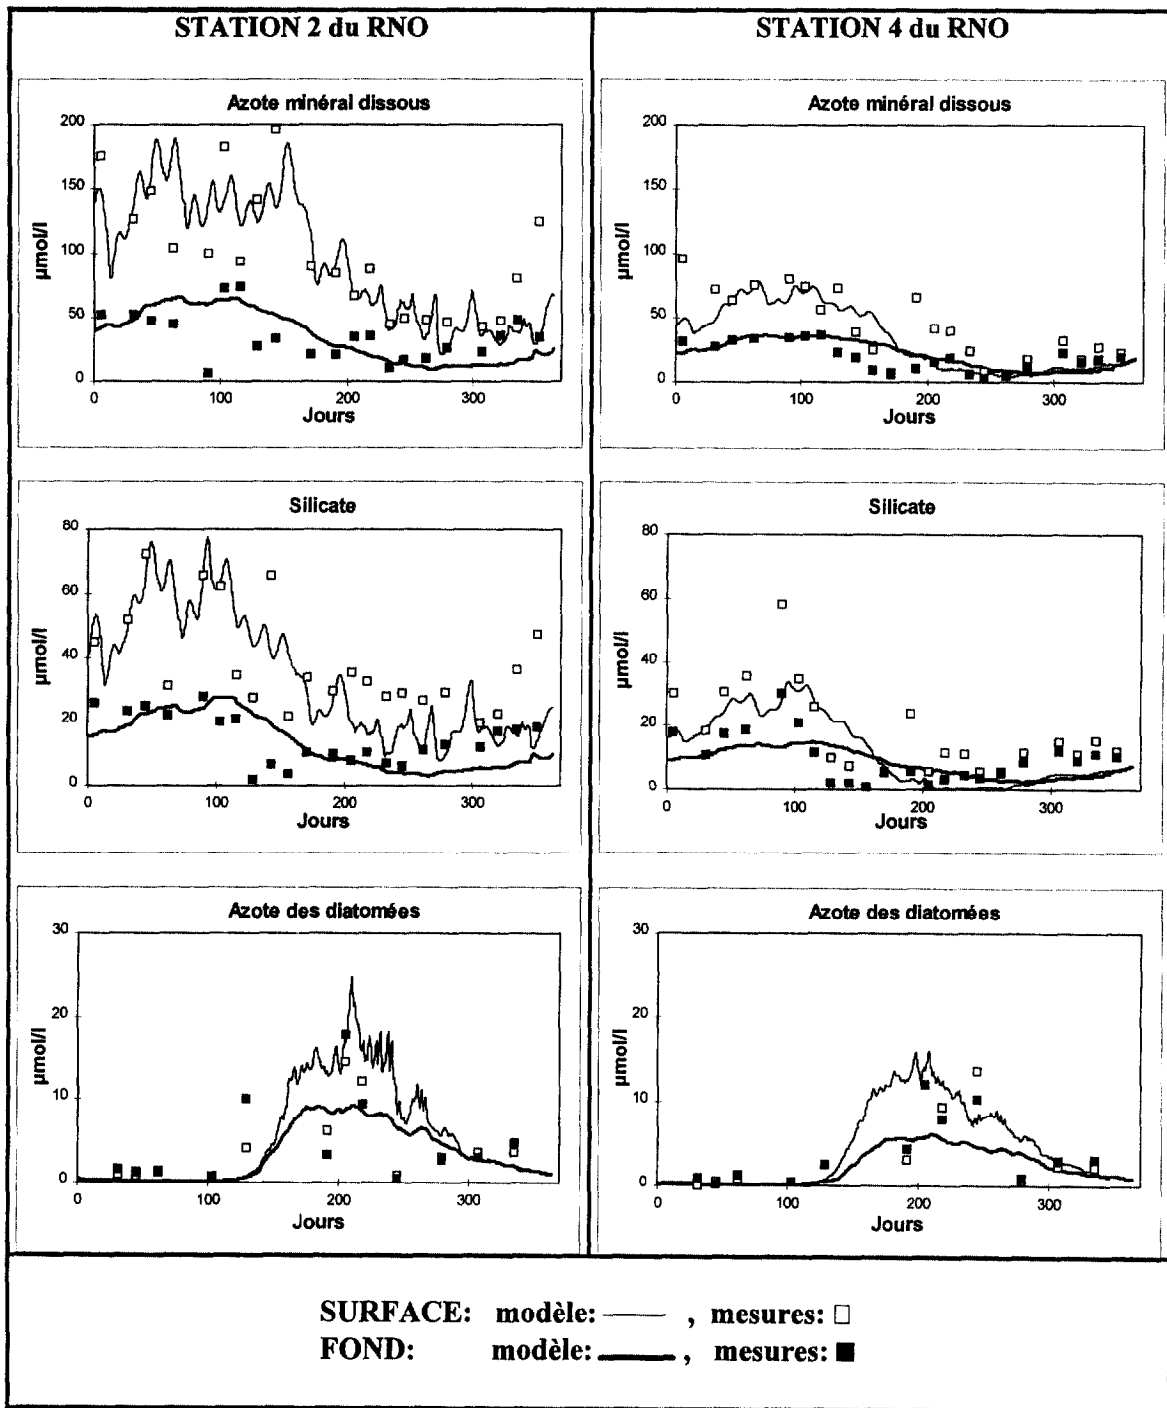 STATION 2 du RNO
STATION 4 du RNO
Azote minéral dissous
200
150
100
50
0
µmol/l
0 100 200 300
Jours
Azote minéral dissous
200
150
100
50
0
µmol/l
0 100 200 300
Jours
Silicate
80
60
40
20
0
µmol/l
0 100 200 300
Jours
Silicate
80
60
40
20
0
µmol/l
0 100 200 300
Jours
Azote des diatomées
30
20
10
0
µmol/l
0 100 200 300
Jours
Azote des diatomées
30
20
10
0
µmol/l
0 100 200 300
Jours
SURFACE: modèle: , mesures:
FOND: modèle: , mesures: